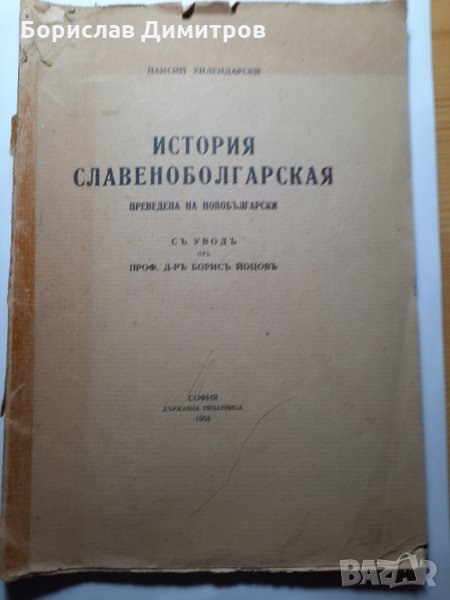 Борислав Димитров
ПАИСИЙ ХИЛЕНДАРСКИ
ИСТОРИЯ
СЛАВЕНОБОЛГАРСКАЯ
ПРЕВЕДЕНА НА НОВОБЪЛГАРСКИ
СЪ УВОДЪ
ОТЪ
ПРОФ. Д-РЪ БОРИСЪ ЙОЦОВЪ
СОФИЯ
ДЪРЖАВНА ПЕЧАТНИЦА
BAZAR